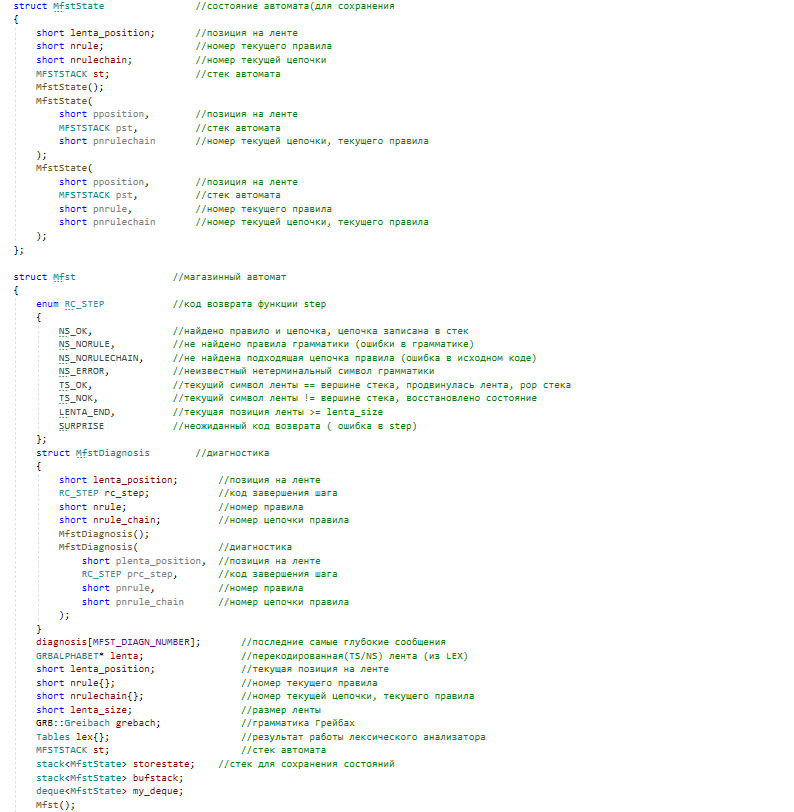 struct MfstState //состояние автомата(для сохранения
{
short lenta_position; //позиция на ленте
short nrule; //номер текущего правила
short nrulechain; //номер текущей цепочки
MFSTSTACK st; //стек автомата
MfstState();
MfstState(
short pposition, //позиция на ленте
MFSTSTACK pst, //стек автомата
short pnrulechain //номер текущей цепочки, текущего правила
);
MfstState(
short pposition, //позиция на ленте
MFSTSTACK pst, //стек автомата
short pnrule, //номер текущего правила
short pnrulechain //номер текущей цепочки, текущего правила
);
};
struct Mfst //магазинный автомат
{
enum RC_STEP //код возврата функции step
{
NS_OK, //найдено правило и цепочка, цепочка записана в стек
NS_NORULE, //не найдено правила грамматики (ошибки в грамматике)
NS_NORULECHAIN, //не найдена подходящая цепочка правила (ошибка в исходном коде)
NS_ERROR, //неизвестный нетерминальный символ грамматики
TS_OK, //текущий символ ленты == вершине стека, продвинулась лента, pop стека
TS_NOK, //текущий символ ленты != вершине стека, восстановлено состояние
LENTA_END, //текущая позиция ленты >= lenta_size
SURPRISE //неожиданный код возврата ( ошибка в step)
};
struct MfstDiagnosis //диагностика
{
short lenta_position; //позиция на ленте
RC_STEP rc_step; //код завершения шага
short nrule; //номер правила
short nrule_chain; //номер цепочки правила
MfstDiagnosis();
MfstDiagnosis( //диагностика
short plenta_position, //позиция на ленте
RC_STEP prc_step, //код завершения шага
short pnrule, //номер правила
short pnrule_chain //номер цепочки правила
);
}
diagnosis[MFST_DIAGN_NUMBER]; //последние самые глубокие сообщения
GRBALPHABET* lenta; //перекодированная(TS/NS) лента (из LEX)
short lenta_position; //текущая позиция на ленте
short nrule{}; //номер текущего правила
short nrulechain{}; //номер текущей цепочки, текущего правила
short lenta_size; //размер ленты
GRB::Greibach grebach; //грамматика Грейбах
Tables lex{}; //результат работы лексического анализатора
MFSTSTACK st; //стек автомата
stack<MfstState> storestate; //стек для сохранения состояний
stack<MfstState> bufstack;
deque<MfstState> my_deque;
Mfst();